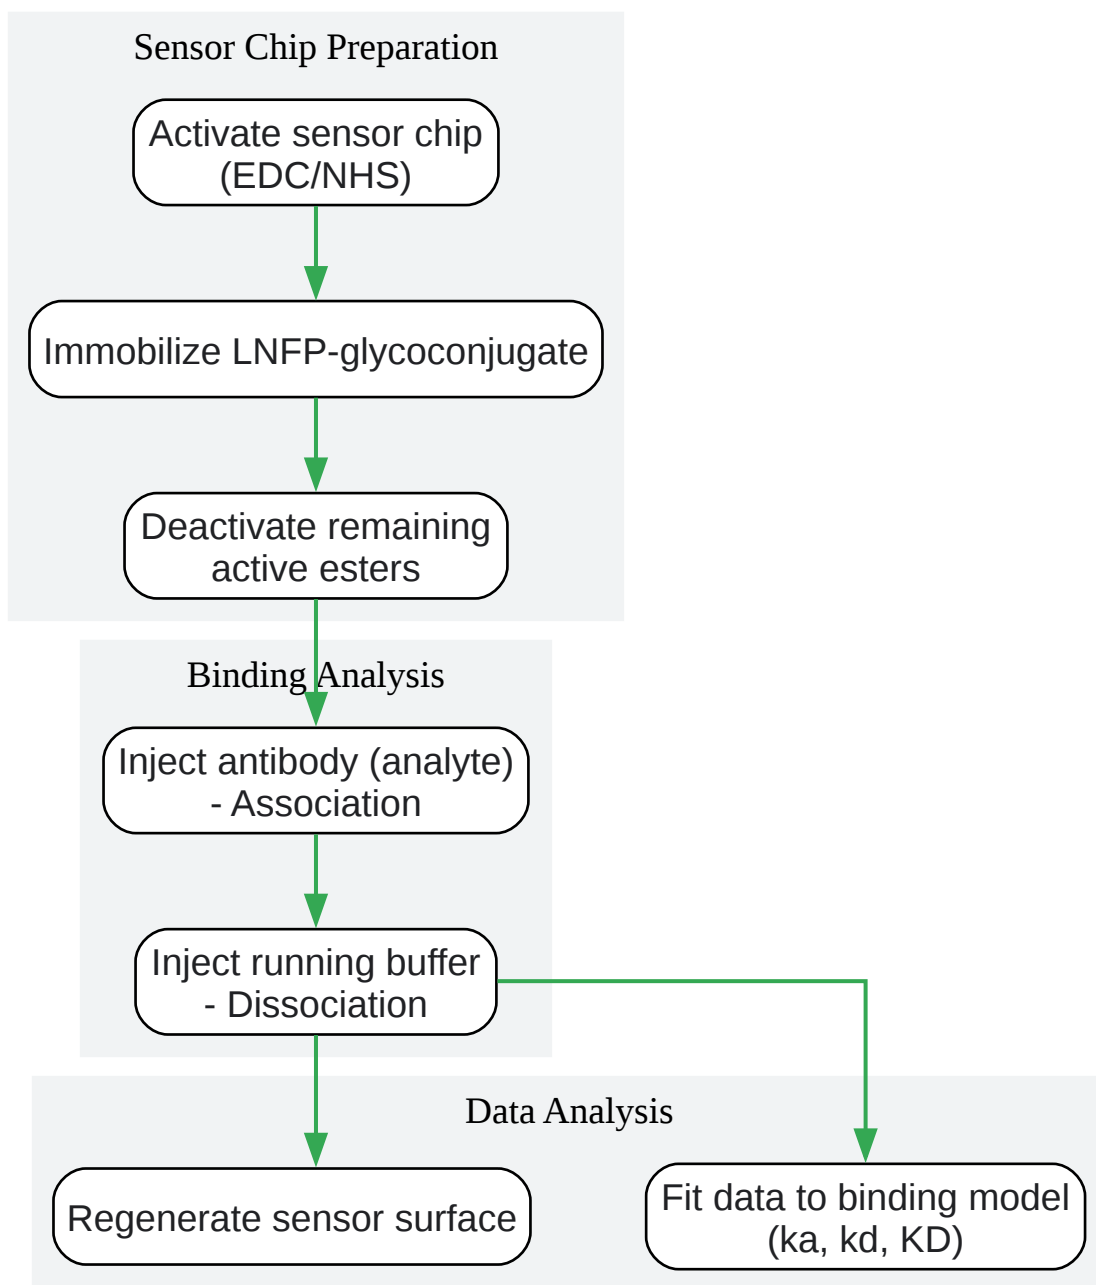 Sensor Chip Preparation
Activate sensor chip
(EDC/NHS)
Immobilize LNFP-glycoconjugate
Deactivate remaining
active esters
Binding Analysis
Inject antibody (analyte)
- Association
Inject running buffer
- Dissociation
Data Analysis
Regenerate sensor surface
Fit data to binding model
(ka, kd, KD)